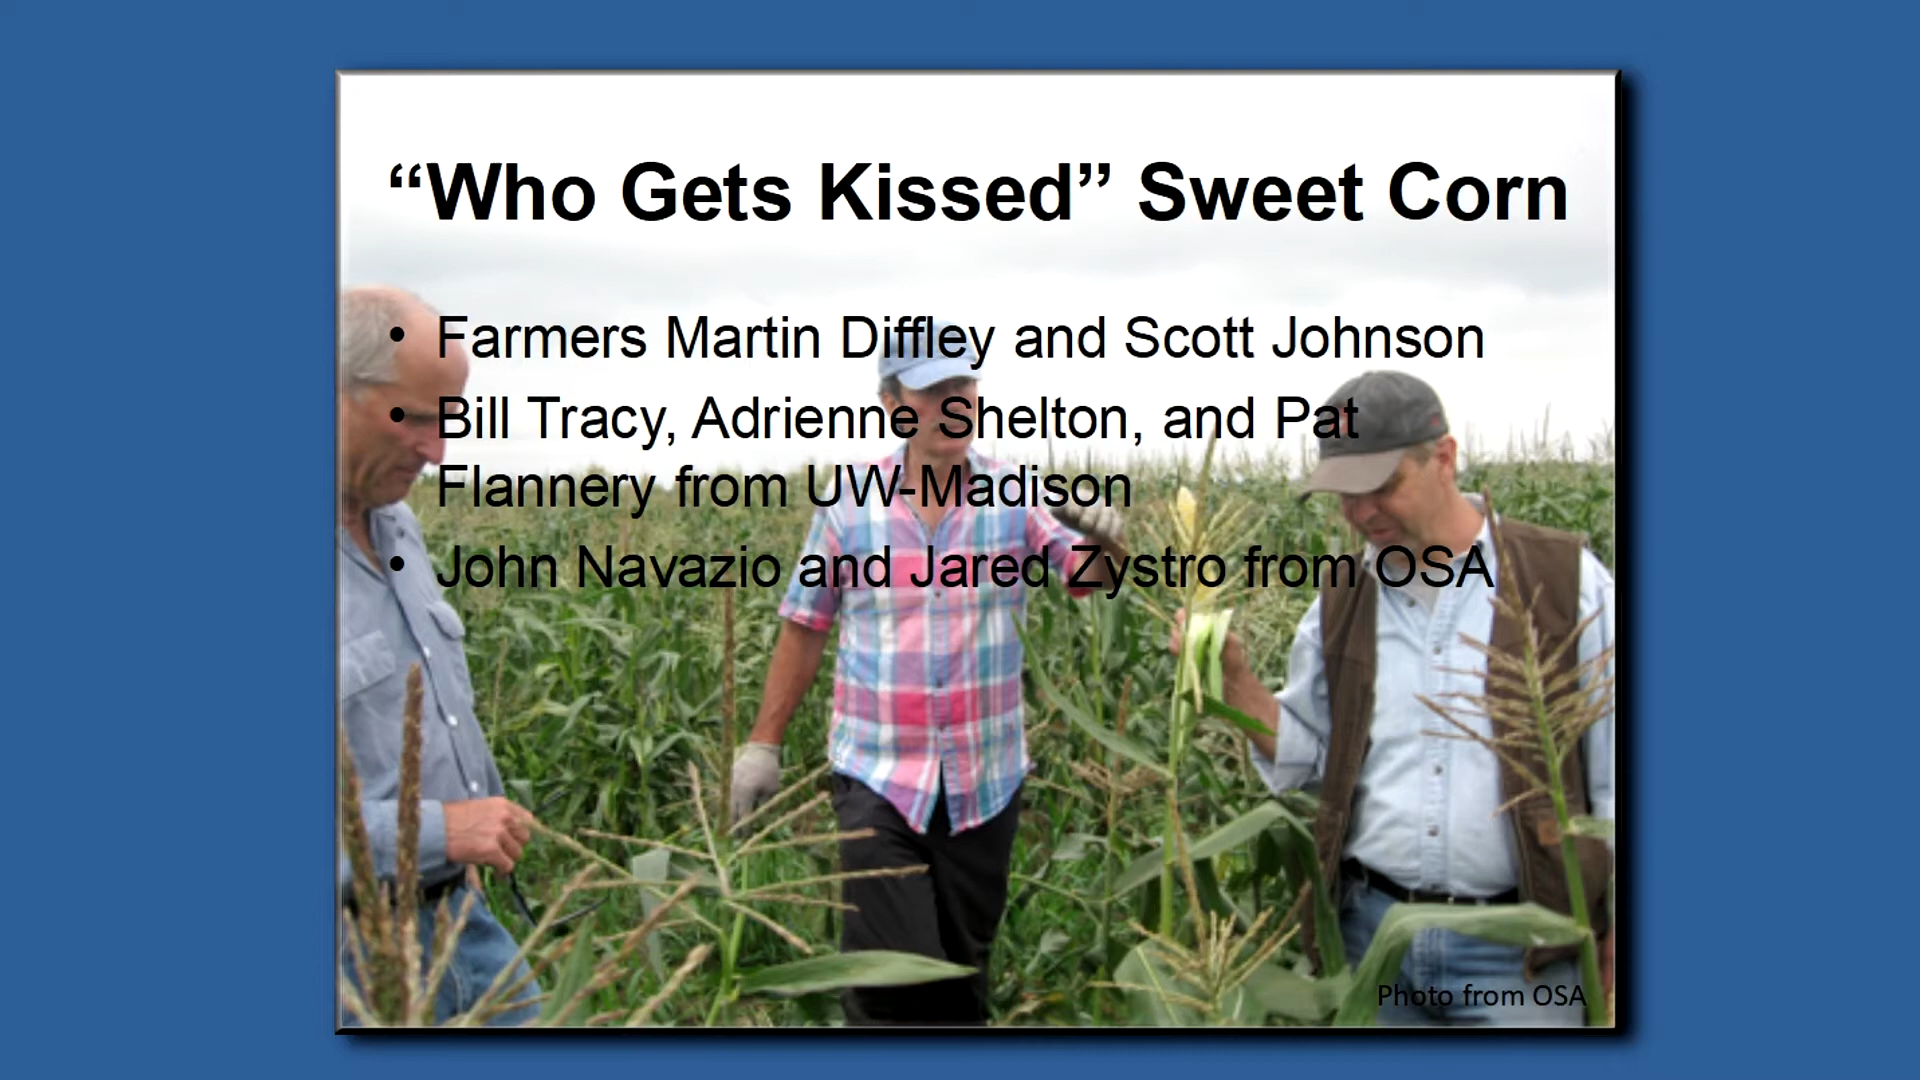 “Who Gets Kissed” Sweet Corn
• Farmers Martin Diffley and Scott Johnson
• Bill Tracy, Adrienne Shelton, and Pat
Flannery from UW-Madison
• John Navazio and Jared Zystro from OSA
Photo from OSA